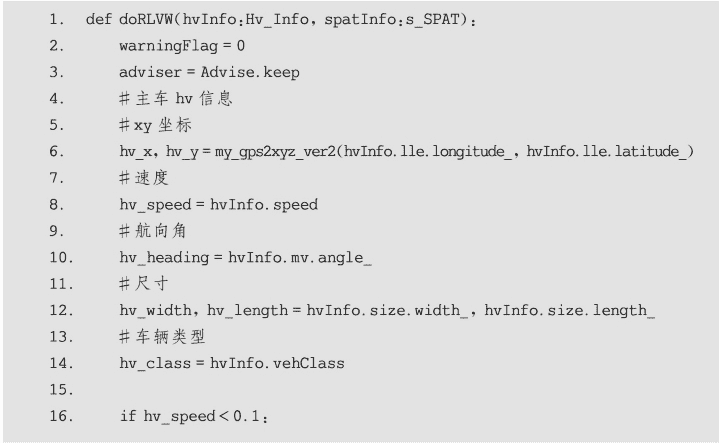 1. def doRLVW(hvInfo:Hv_Info, spatInfo:s_SPAT):
2. warningFlag = 0
3. adviser = Advise.keep
4. #主车 hv 信息
5. #xy 坐标
6. hv_x, hv_y = my_gps2xyz_ver2(hvInfo.lle.longitude_, hvInfo.lle.latitude_)
7. #速度
8. hv_speed = hvInfo.speed
9. #航向角
10. hv_heading = hvInfo.mv.angle_
11. #尺寸
12. hv_width, hv_length = hvInfo.size.width_, hvInfo.size.length_
13. #车辆类型
14. hv_class = hvInfo.vehClass
15.
16. if hv_speed < 0.1: